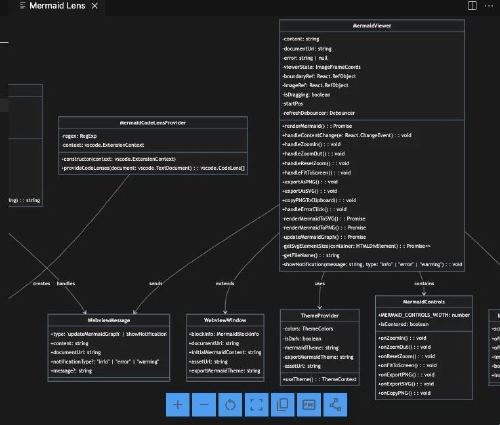 Mermaid Lens
MermaidViewer
-content: string
-documentUri: string
-error: string | null
-viewerState: ImageFrameCoords
-boundaryRef: React.RefObject
-imageRef: React.RefObject
-isDragging: boolean
-startPos
-refreshDebouncer: Debouncer
+renderMermaid() : : Promise
+handleContentChange(e: React.ChangeEvent) : : void
+handleZoomIn() : : void
+handleZoomOut() : : void
+handleResetZoom() : : void
+handleFitToScreen() : : void
+exportAsPNG() : : void
+exportAsSVG() : : void
+copyPNGToClipboard() : : void
+handleErrorClick() : : void
-renderMermaidToSVG() : : Promise
-renderMermaidToPNG() : : Promise
-updateMermaidGraph() : : Promise
-getSvgElementSize(container: HTMLDivElement) : : Promise<>
-getFileName() : : string
-showNotification(message: string, type: "info" | "error" | "warning") : : void
MermaidCodeLensProvider
-regex: RegExp
-context: vscode.ExtensionContext
+constructor(context: vscode.ExtensionContext)
+provideCodeLenses(document: vscode.TextDocument) : : vscode.CodeLens[]
: : string
creates
handles
sends
extends
uses
contains
WebviewMessage
+type: 'updateMermaidGraph' | 'showNotification
+content: string
+documentUri: string
+notificationType?: "info" | "error" | "warning"
+message?: string
WebviewWindow
+blockInfo: MermaidBlockInfo
+documentUri: string
+initialMermaidContent: string
+assetUri: string
+exportMermaidTheme: string
ThemeProvider
-colors: ThemeColors
-isDark: boolean
-mermaidTheme: string
-exportMermaidTheme: string
-assetUri: string
+useTheme() : : ThemeContext
MermaidControls
+MERMAID_CONTROLS_WIDTH: number
+isCentered: boolean
+onZoomIn() : : void
+onZoomOut() : : void
+onResetZoom() : : void
+onFitToScreen() : : void
+onExportPNG() : : void
+onExportSVG() : : void
+onCopyPNG() : : void